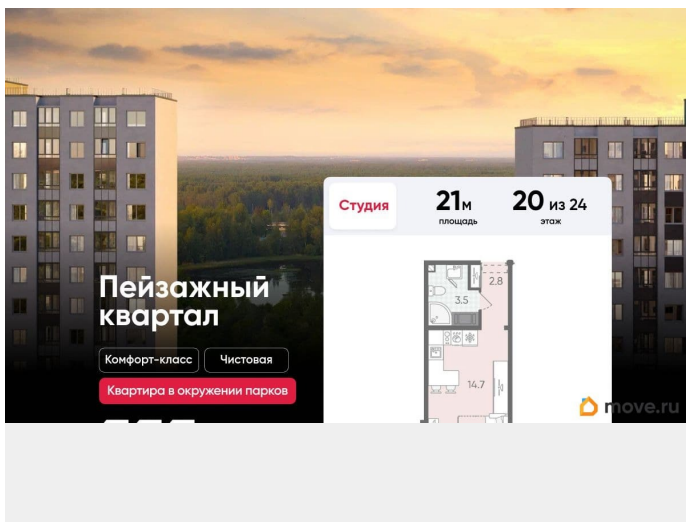 Студия
21м
площадь
20 из 24
этаж
Пейзажный
квартал
Комфорт-класс
Чистовая
Квартира в окружении парков
2.8
3.5
14.7
move.ru